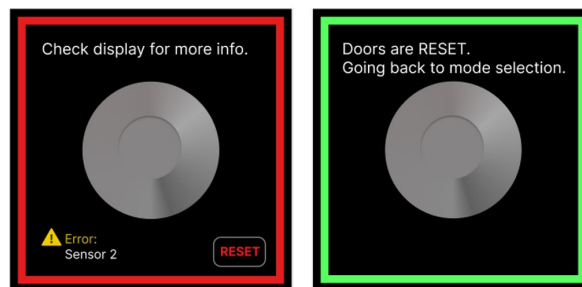 Check display for more info.
Error:
Sensor 2
RESET
Doors are RESET.
Going back to mode selection.